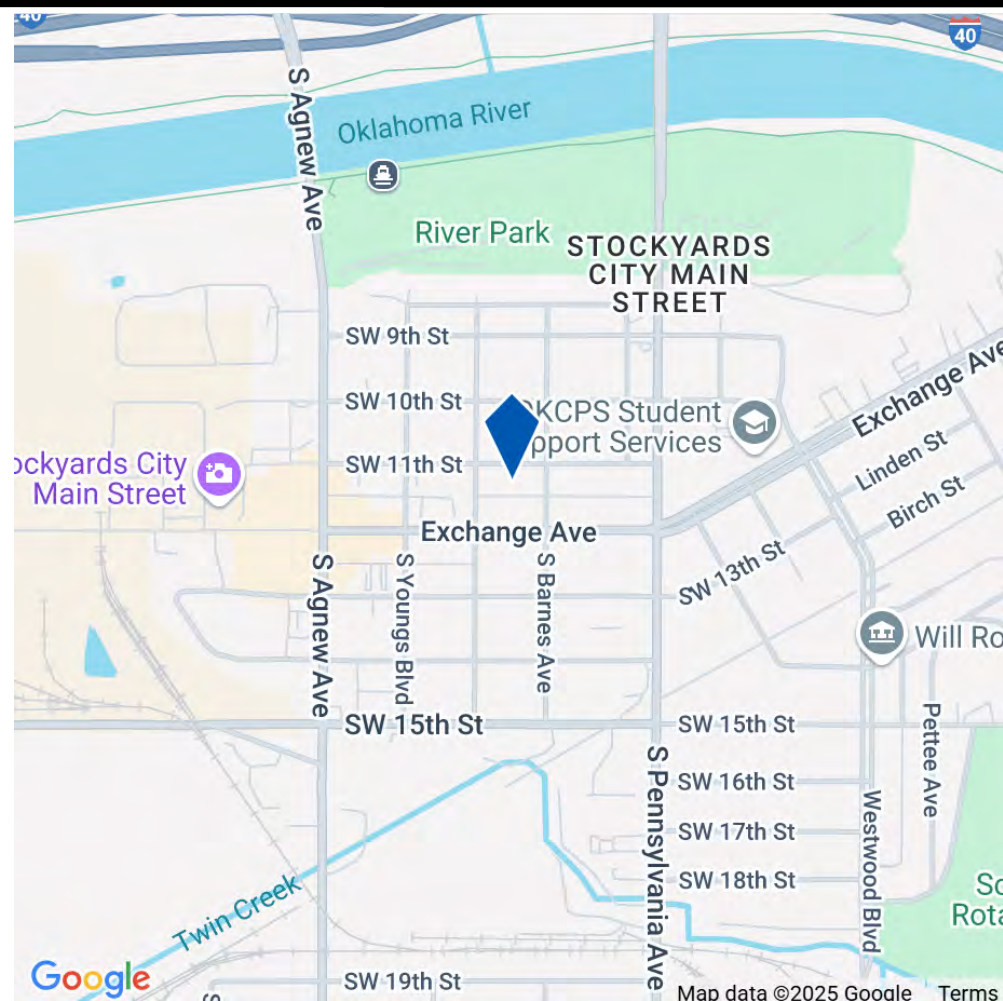 40
40
S Agnew Ave
Oklahoma River
River Park
STOCKYARDS
CITY MAIN
STREET
SW 9th St
SW 10th St
KCPS Student
pport Services
Exchange Ave
ockyards City
Main Street
SW 11th St
Linden St
Birch St
Exchange Ave
SW 13th St
S Agnew Ave
S Youngs Blvd
S Barnes Ave
Will Ro
SW 15th St
SW 15th St
Pettee Ave
S Pennsylvania Ave
SW 16th St
SW 17th St
Westwood Blvd
SW 18th St
Twin Creek
So
Rota
Google
SW 19th St
S
Map data ©2025 Google
Terms